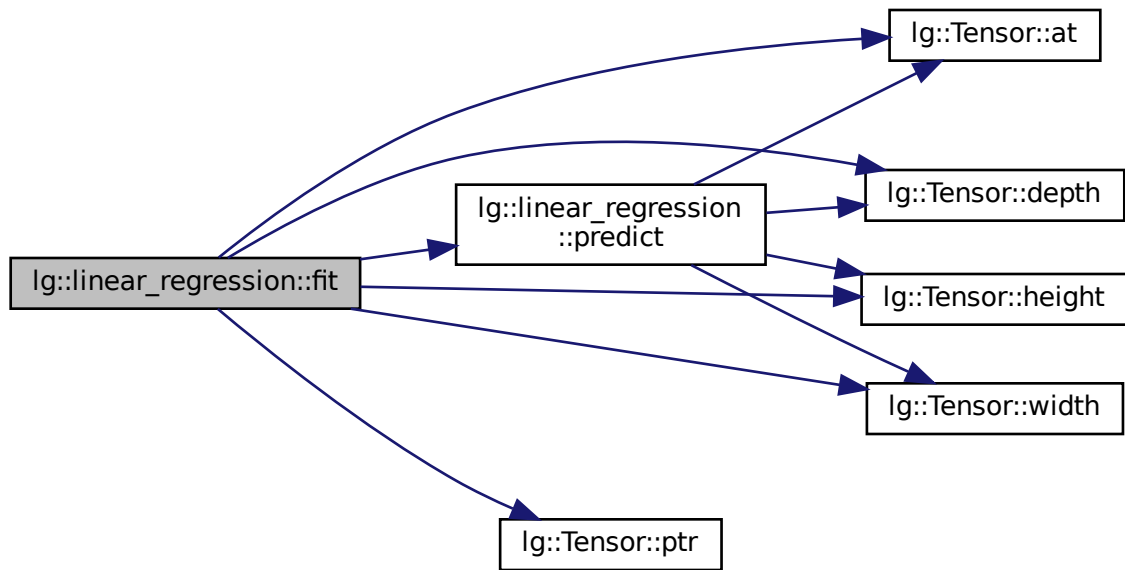 lg::Tensor::at
lg::Tensor::depth
lg::linear_regression
::predict
lg::linear_regression::fit
lg::Tensor::height
lg::Tensor::width
lg::Tensor::ptr